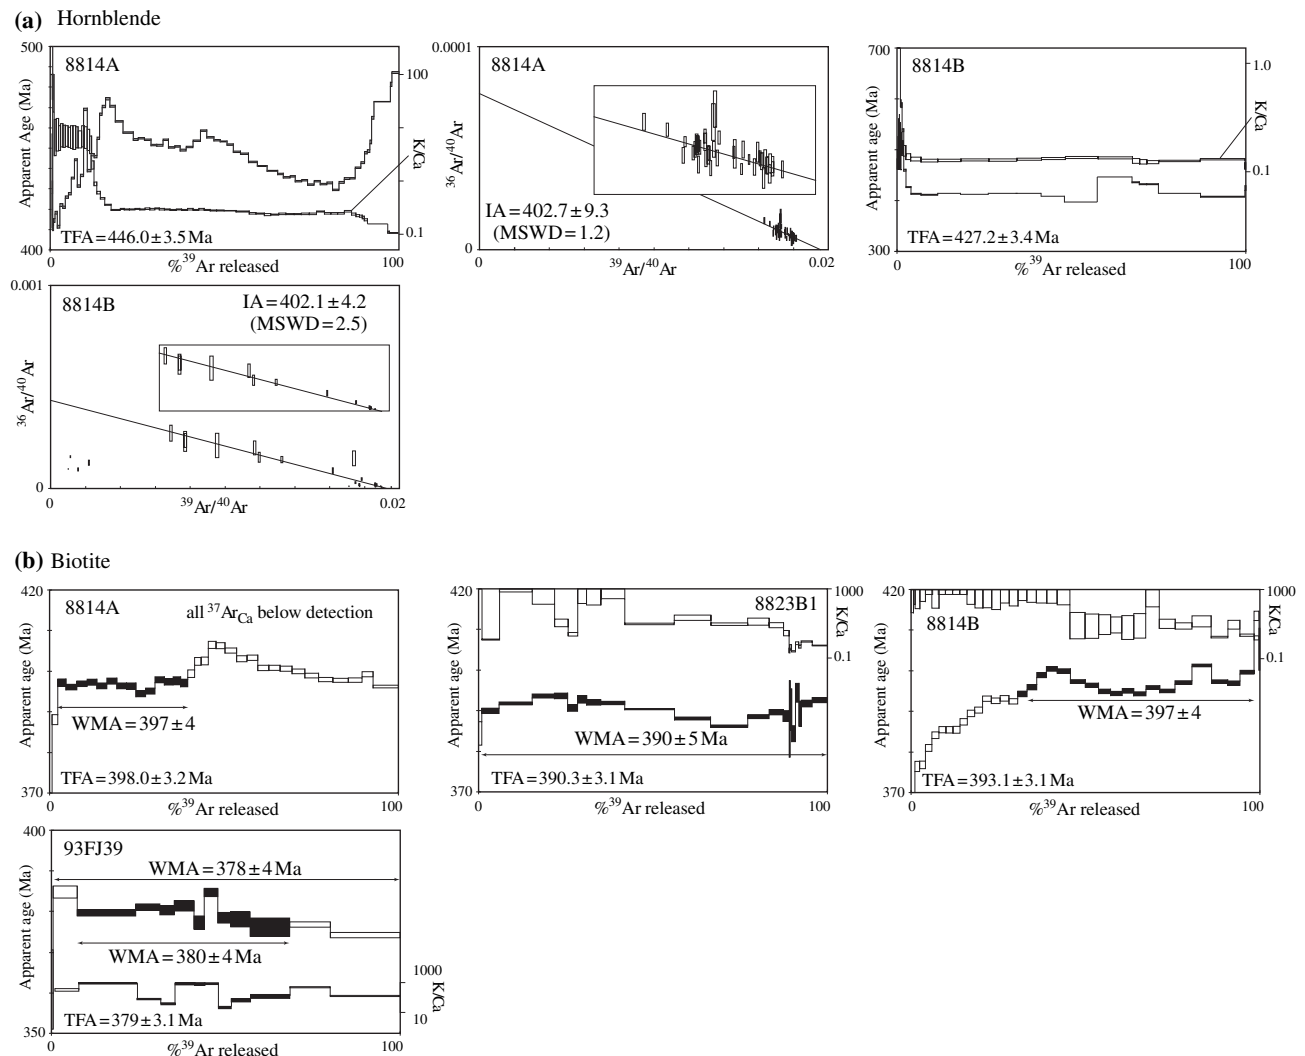 (a) Hornblende
500
8814A
100
Apparent Age (Ma)
K/Ca
TFA = 446.0 ± 3.5 Ma
0.1
400
0
100
%³⁹Ar released
0.0001
8814A
³⁶Ar/⁴⁰Ar
IA = 402.7 ± 9.3
(MSWD = 1.2)
0
0
0.02
³⁹Ar/⁴⁰Ar
700
8814B
1.0
Apparent age (Ma)
K/Ca
0.1
TFA = 427.2 ± 3.4 Ma
300
0
100
%³⁹Ar released
0.001
8814B
IA = 402.1 ± 4.2
(MSWD = 2.5)
³⁶Ar/⁴⁰Ar
0
0
0.02
³⁹Ar/⁴⁰Ar
(b) Biotite
420
8814A
all ³⁷Ar_Ca below detection
Apparent age (Ma)
WMA = 397 ± 4
TFA = 398.0 ± 3.2 Ma
370
0
100
%³⁹Ar released
420
1000
8823B1
K/Ca
0.1
Apparent age (Ma)
WMA = 390 ± 5 Ma
TFA = 390.3 ± 3.1 Ma
370
0
100
%³⁹Ar released
420
1000
8814B
K/Ca
0.1
Apparent age (Ma)
WMA = 397 ± 4
TFA = 393.1 ± 3.1 Ma
370
0
100
%³⁹Ar released
400
93FJ39
WMA = 378 ± 4 Ma
Apparent age (Ma)
WMA = 380 ± 4 Ma
1000
K/Ca
10
TFA = 379 ± 3.1 Ma
350
0
100
%³⁹Ar released